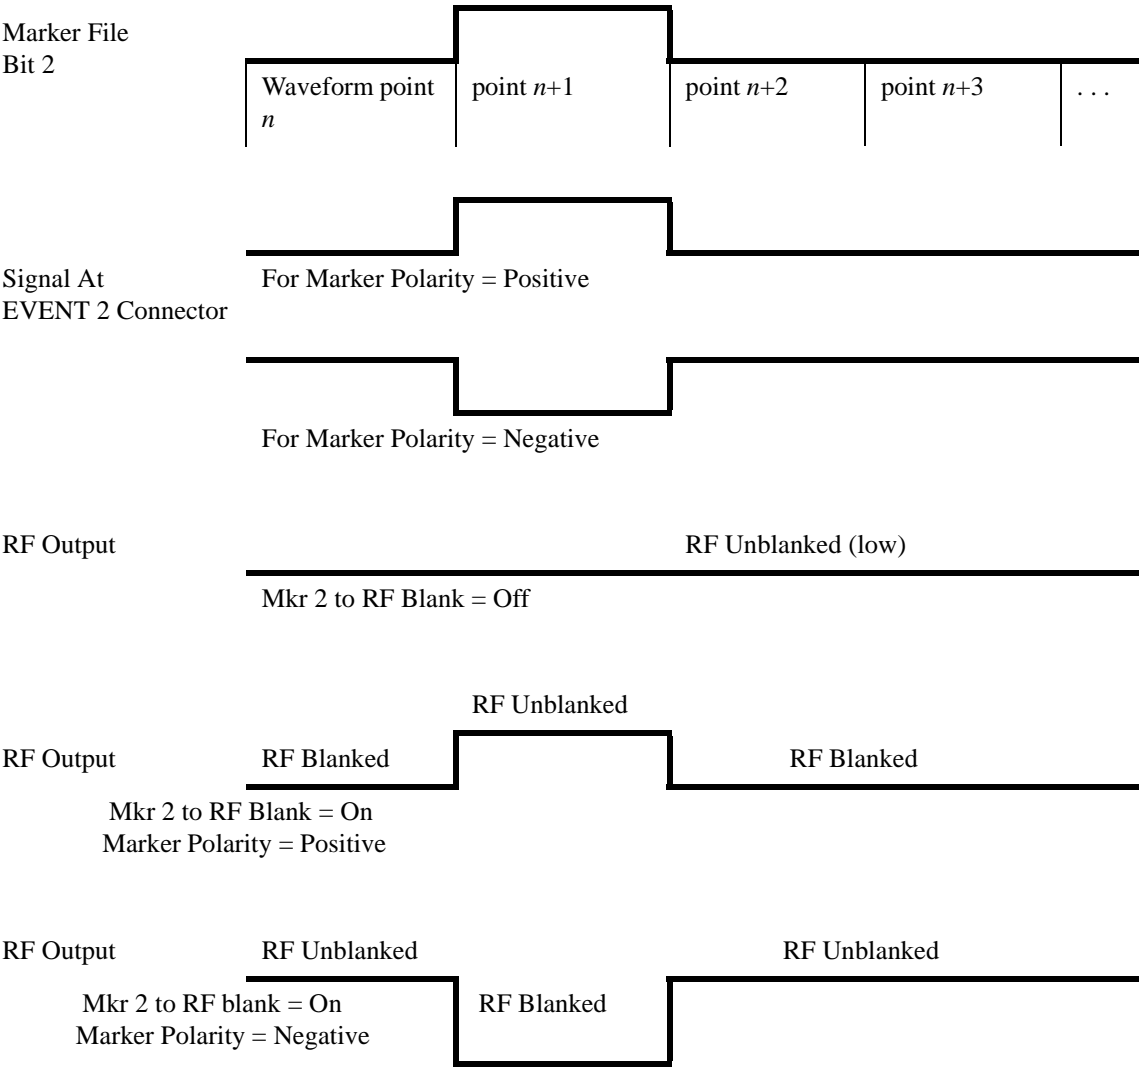 Marker File
Bit 2
Waveform point
n
point n+1
point n+2
point n+3
. . .
Signal At
EVENT 2 Connector
For Marker Polarity = Positive
For Marker Polarity = Negative
RF Output
RF Unblanked (low)
Mkr 2 to RF Blank = Off
RF Unblanked
RF Output
RF Blanked
RF Blanked
Mkr 2 to RF Blank = On
Marker Polarity = Positive
RF Output
RF Unblanked
RF Unblanked
Mkr 2 to RF blank = On
Marker Polarity = Negative
RF Blanked